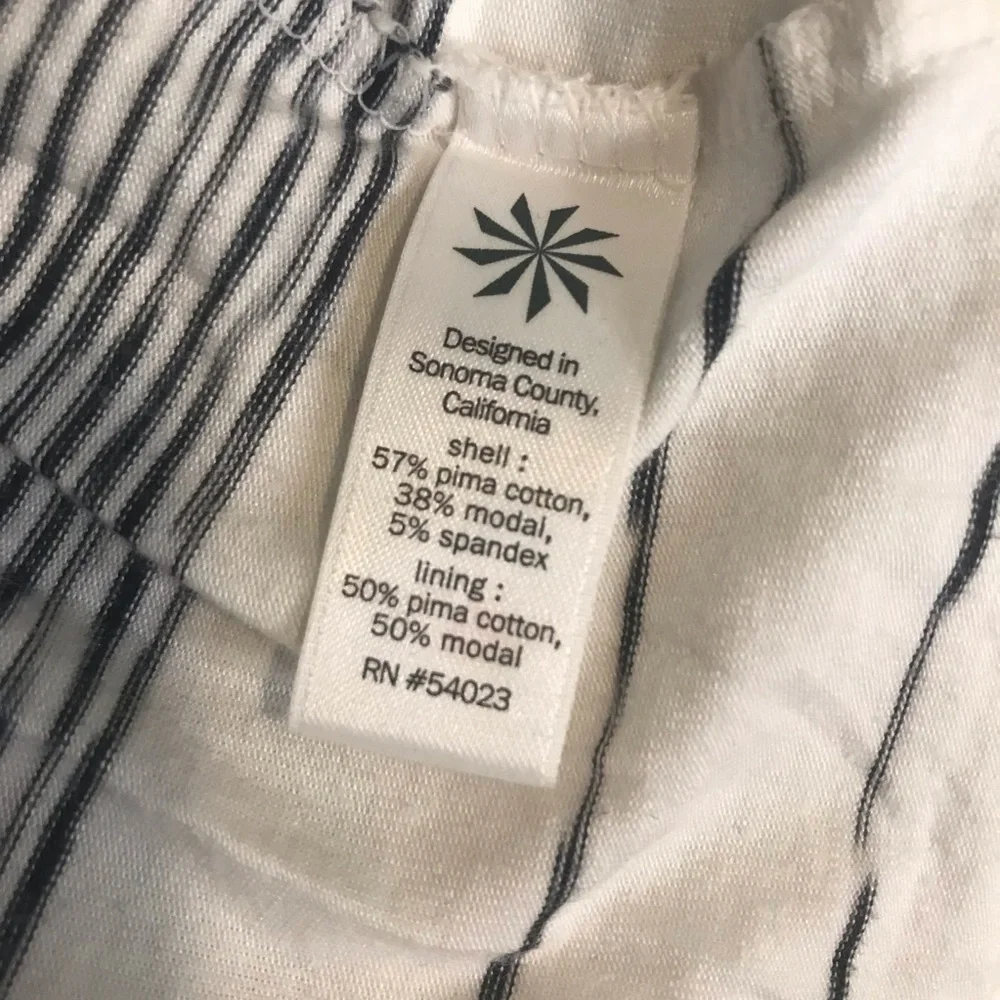 Designed in
Sonoma County,
California
shell :
57% pima cotton,
38% modal,
5% spandex
lining :
50% pima cotton,
50% modal
RN #54023